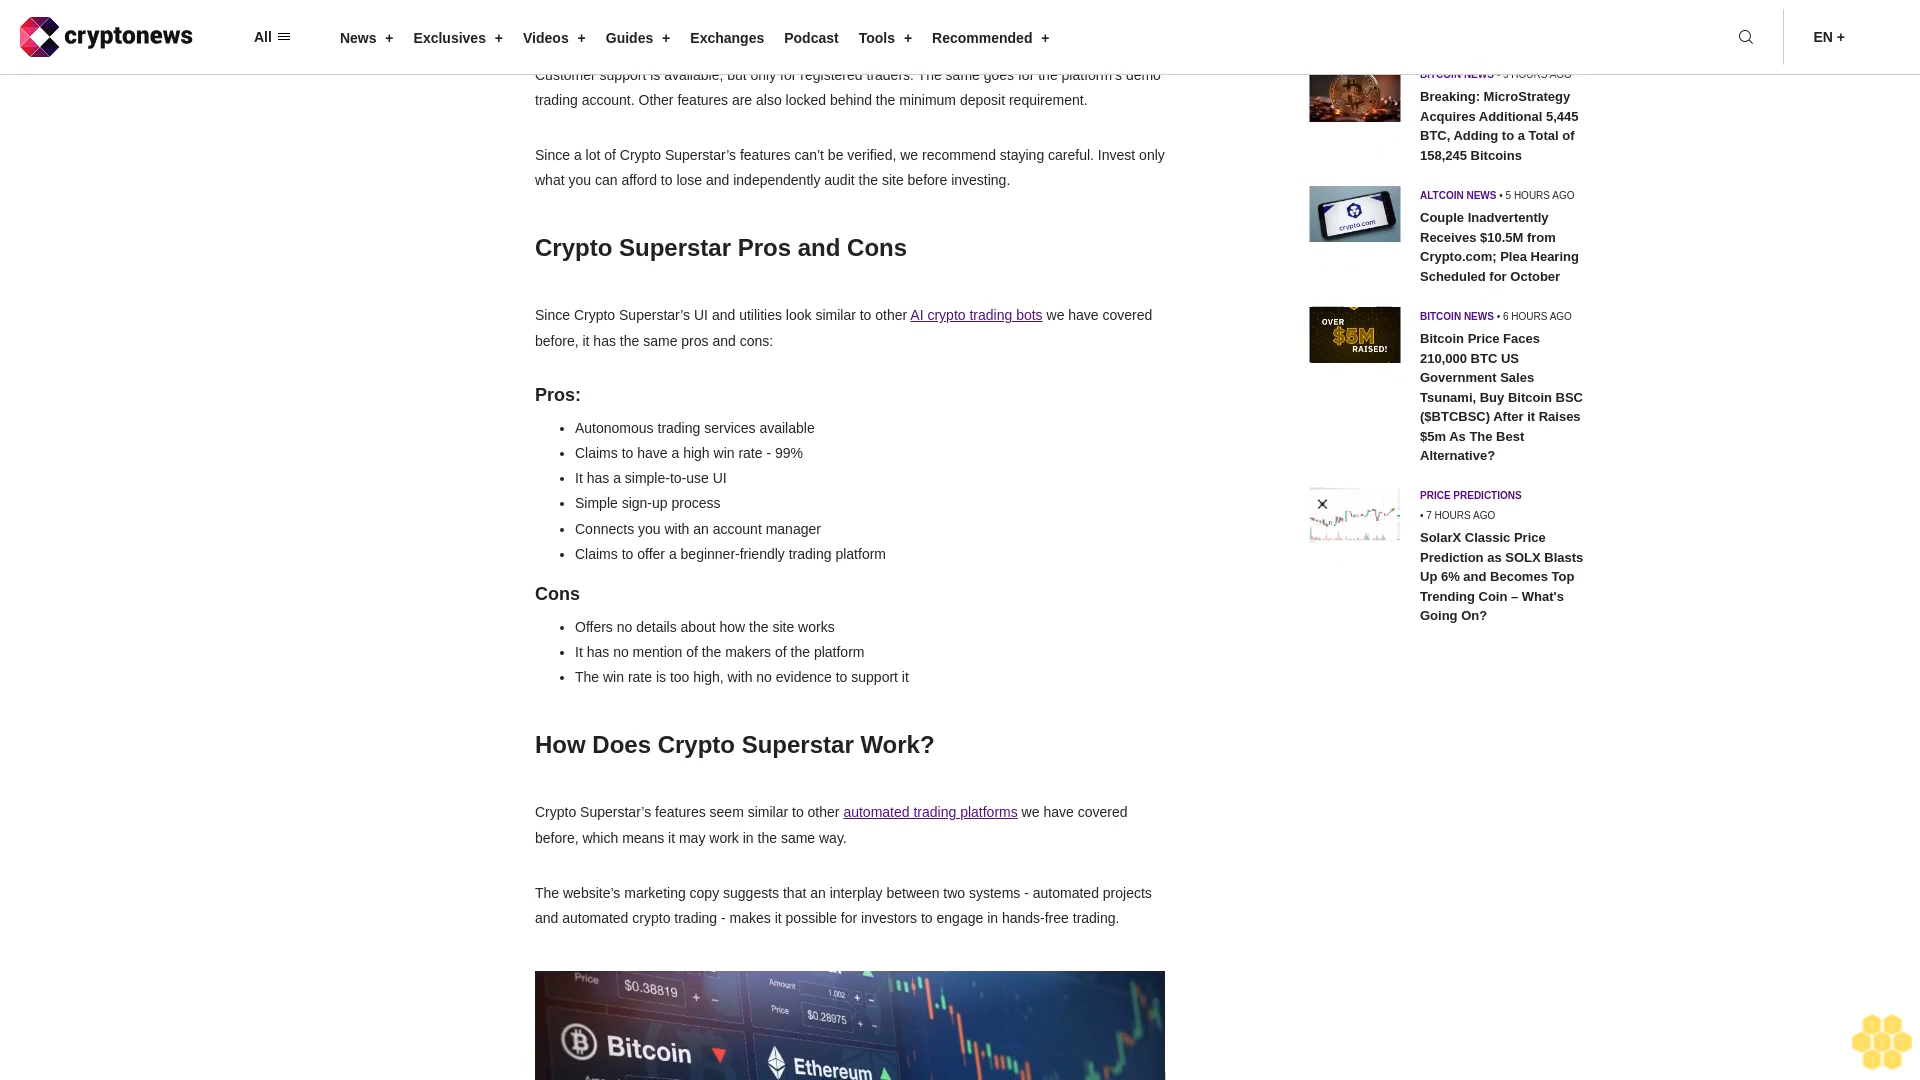 cryptonews
All
News +
Exclusives +
Videos +
Guides +
Exchanges
Podcast
Tools +
Recommended +
EN +
Customer support is available, but only for registered traders. The same goes for the platform's demo
trading account. Other features are also locked behind the minimum deposit requirement.
Since a lot of Crypto Superstar's features can't be verified, we recommend staying careful. Invest only
what you can afford to lose and independently audit the site before investing.
Crypto Superstar Pros and Cons
Since Crypto Superstar's UI and utilities look similar to other AI crypto trading bots we have covered
before, it has the same pros and cons:
Pros:
• Autonomous trading services available
• Claims to have a high win rate - 99%
• It has a simple-to-use UI
• Simple sign-up process
• Connects you with an account manager
• Claims to offer a beginner-friendly trading platform
Cons
• Offers no details about how the site works
• It has no mention of the makers of the platform
• The win rate is too high, with no evidence to support it
How Does Crypto Superstar Work?
Crypto Superstar's features seem similar to other automated trading platforms we have covered
before, which means it may work in the same way.
The website's marketing copy suggests that an interplay between two systems - automated projects
and automated crypto trading - makes it possible for investors to engage in hands-free trading.
Price
$0.38819 + −
Amount
1.002 + −
Price
$0.28975 + −
Bitcoin
Ethereum
BITCOIN NEWS • 5 HOURS AGO
Breaking: MicroStrategy
Acquires Additional 5,445
BTC, Adding to a Total of
158,245 Bitcoins
crypto.com
ALTCOIN NEWS • 5 HOURS AGO
Couple Inadvertently
Receives $10.5M from
Crypto.com; Plea Hearing
Scheduled for October
OVER
$5M
RAISED!
BITCOIN NEWS • 6 HOURS AGO
Bitcoin Price Faces
210,000 BTC US
Government Sales
Tsunami, Buy Bitcoin BSC
($BTCBSC) After it Raises
$5m As The Best
Alternative?
PRICE PREDICTIONS
• 7 HOURS AGO
SolarX Classic Price
Prediction as SOLX Blasts
Up 6% and Becomes Top
Trending Coin – What's
Going On?